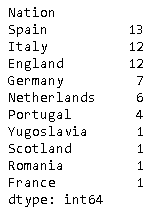 Nation
Spain 13
Italy 12
England 12
Germany 7
Netherlands 6
Portugal 4
Yugoslavia 1
Scotland 1
Romania 1
France 1
dtype: int64